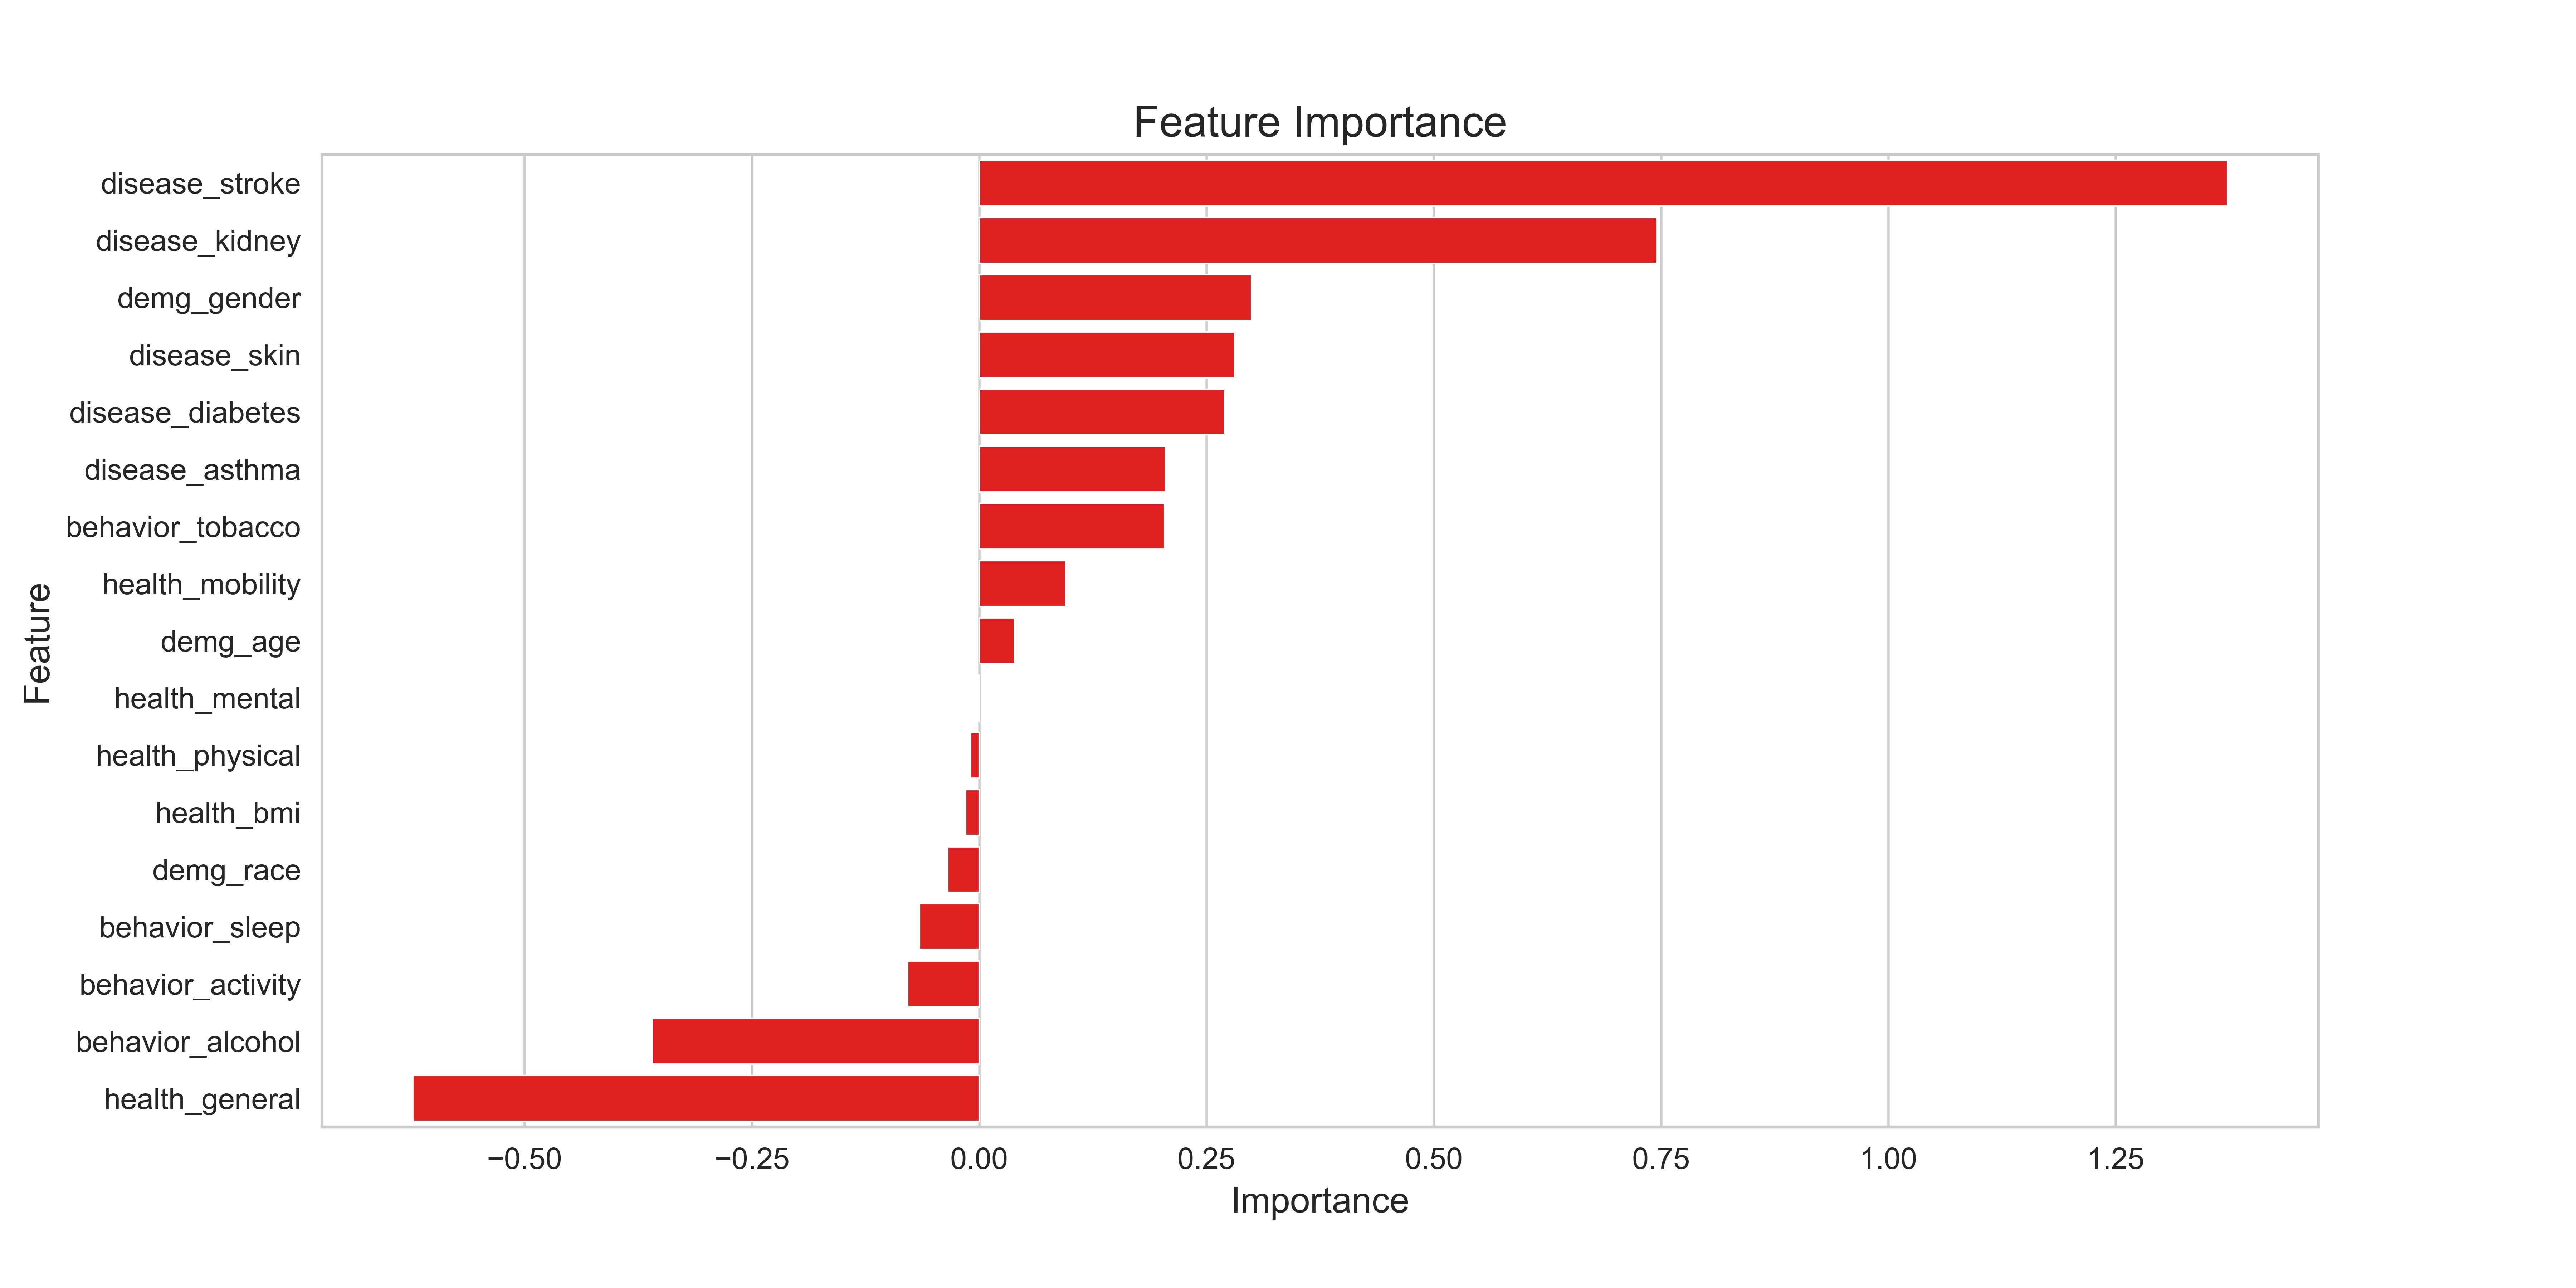 Feature Importance
disease_stroke
disease_kidney
demg_gender
disease_skin
disease_diabetes
disease_asthma
behavior_tobacco
health_mobility
demg_age
health_mental
health_physical
health_bmi
demg_race
behavior_sleep
behavior_activity
behavior_alcohol
health_general
Feature
−0.50 −0.25 0.00 0.25 0.50 0.75 1.00 1.25
Importance